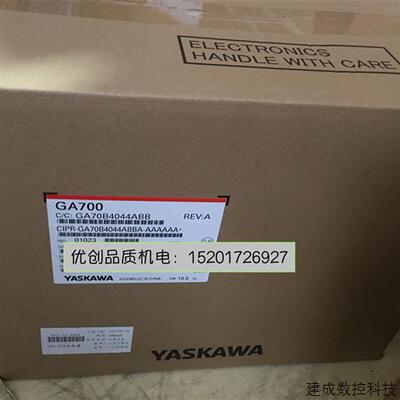 ELECTRONICS
HANDLE WITH CARE
GA700
C/C: GA70B4044ABB REV:A
CIPR-GA70B4044ABBA-AAAAAA
01023
优创品质机电: 15201726927
YASKAWA ASSEMBLED IN CHINA
YASKAWA
建成数控科技